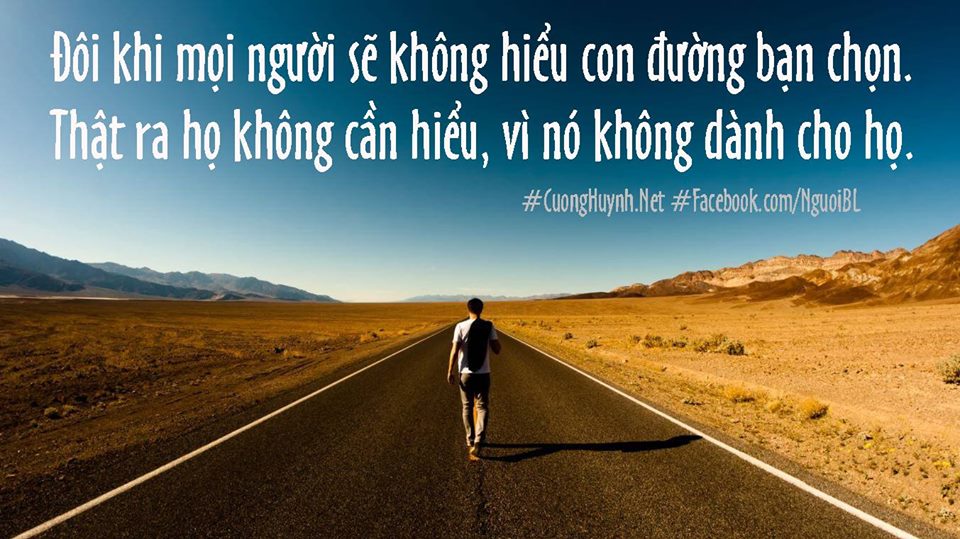 Đôi khi mọi người sẽ không hiểu con đường bạn chọn.
Thật ra họ không cần hiểu, vì nó không dành cho họ.
#CuongHuynh.Net #Facebook.com/NguoiBL